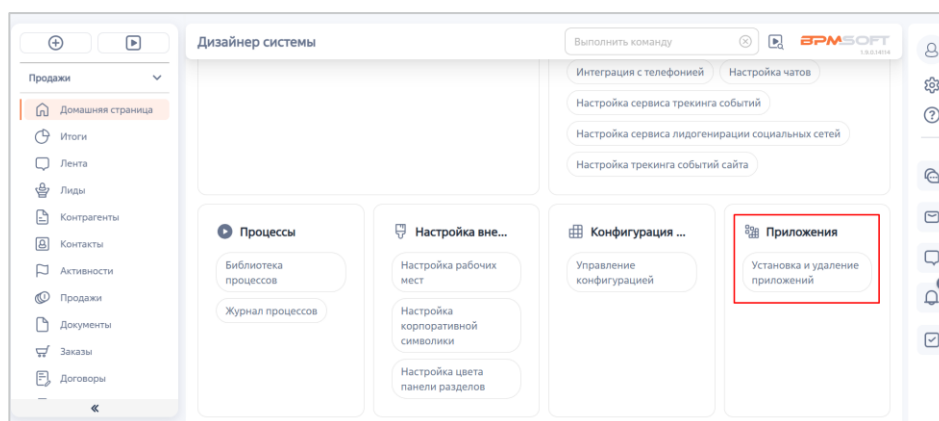 Дизайнер системы
Выполнить команду
BPMSOFT
Продажи
Домашняя страница
Итоги
Лента
Лиды
Контрагенты
Контакты
Активности
Продажи
Документы
Заказы
Договоры
Интеграция с телефонией
Настройка чатов
Настройка сервиса трекинга событий
Настройка сервиса лидогенирации социальных сетей
Настройка трекинга событий сайта
Процессы
Библиотека
процессов
Журнал процессов
Настройка вне...
Настройка рабочих
мест
Настройка
корпоративной
символики
Настройка цвета
панели разделов
Конфигурация ...
Управление
конфигурацией
Приложения
Установка и удаление
приложений